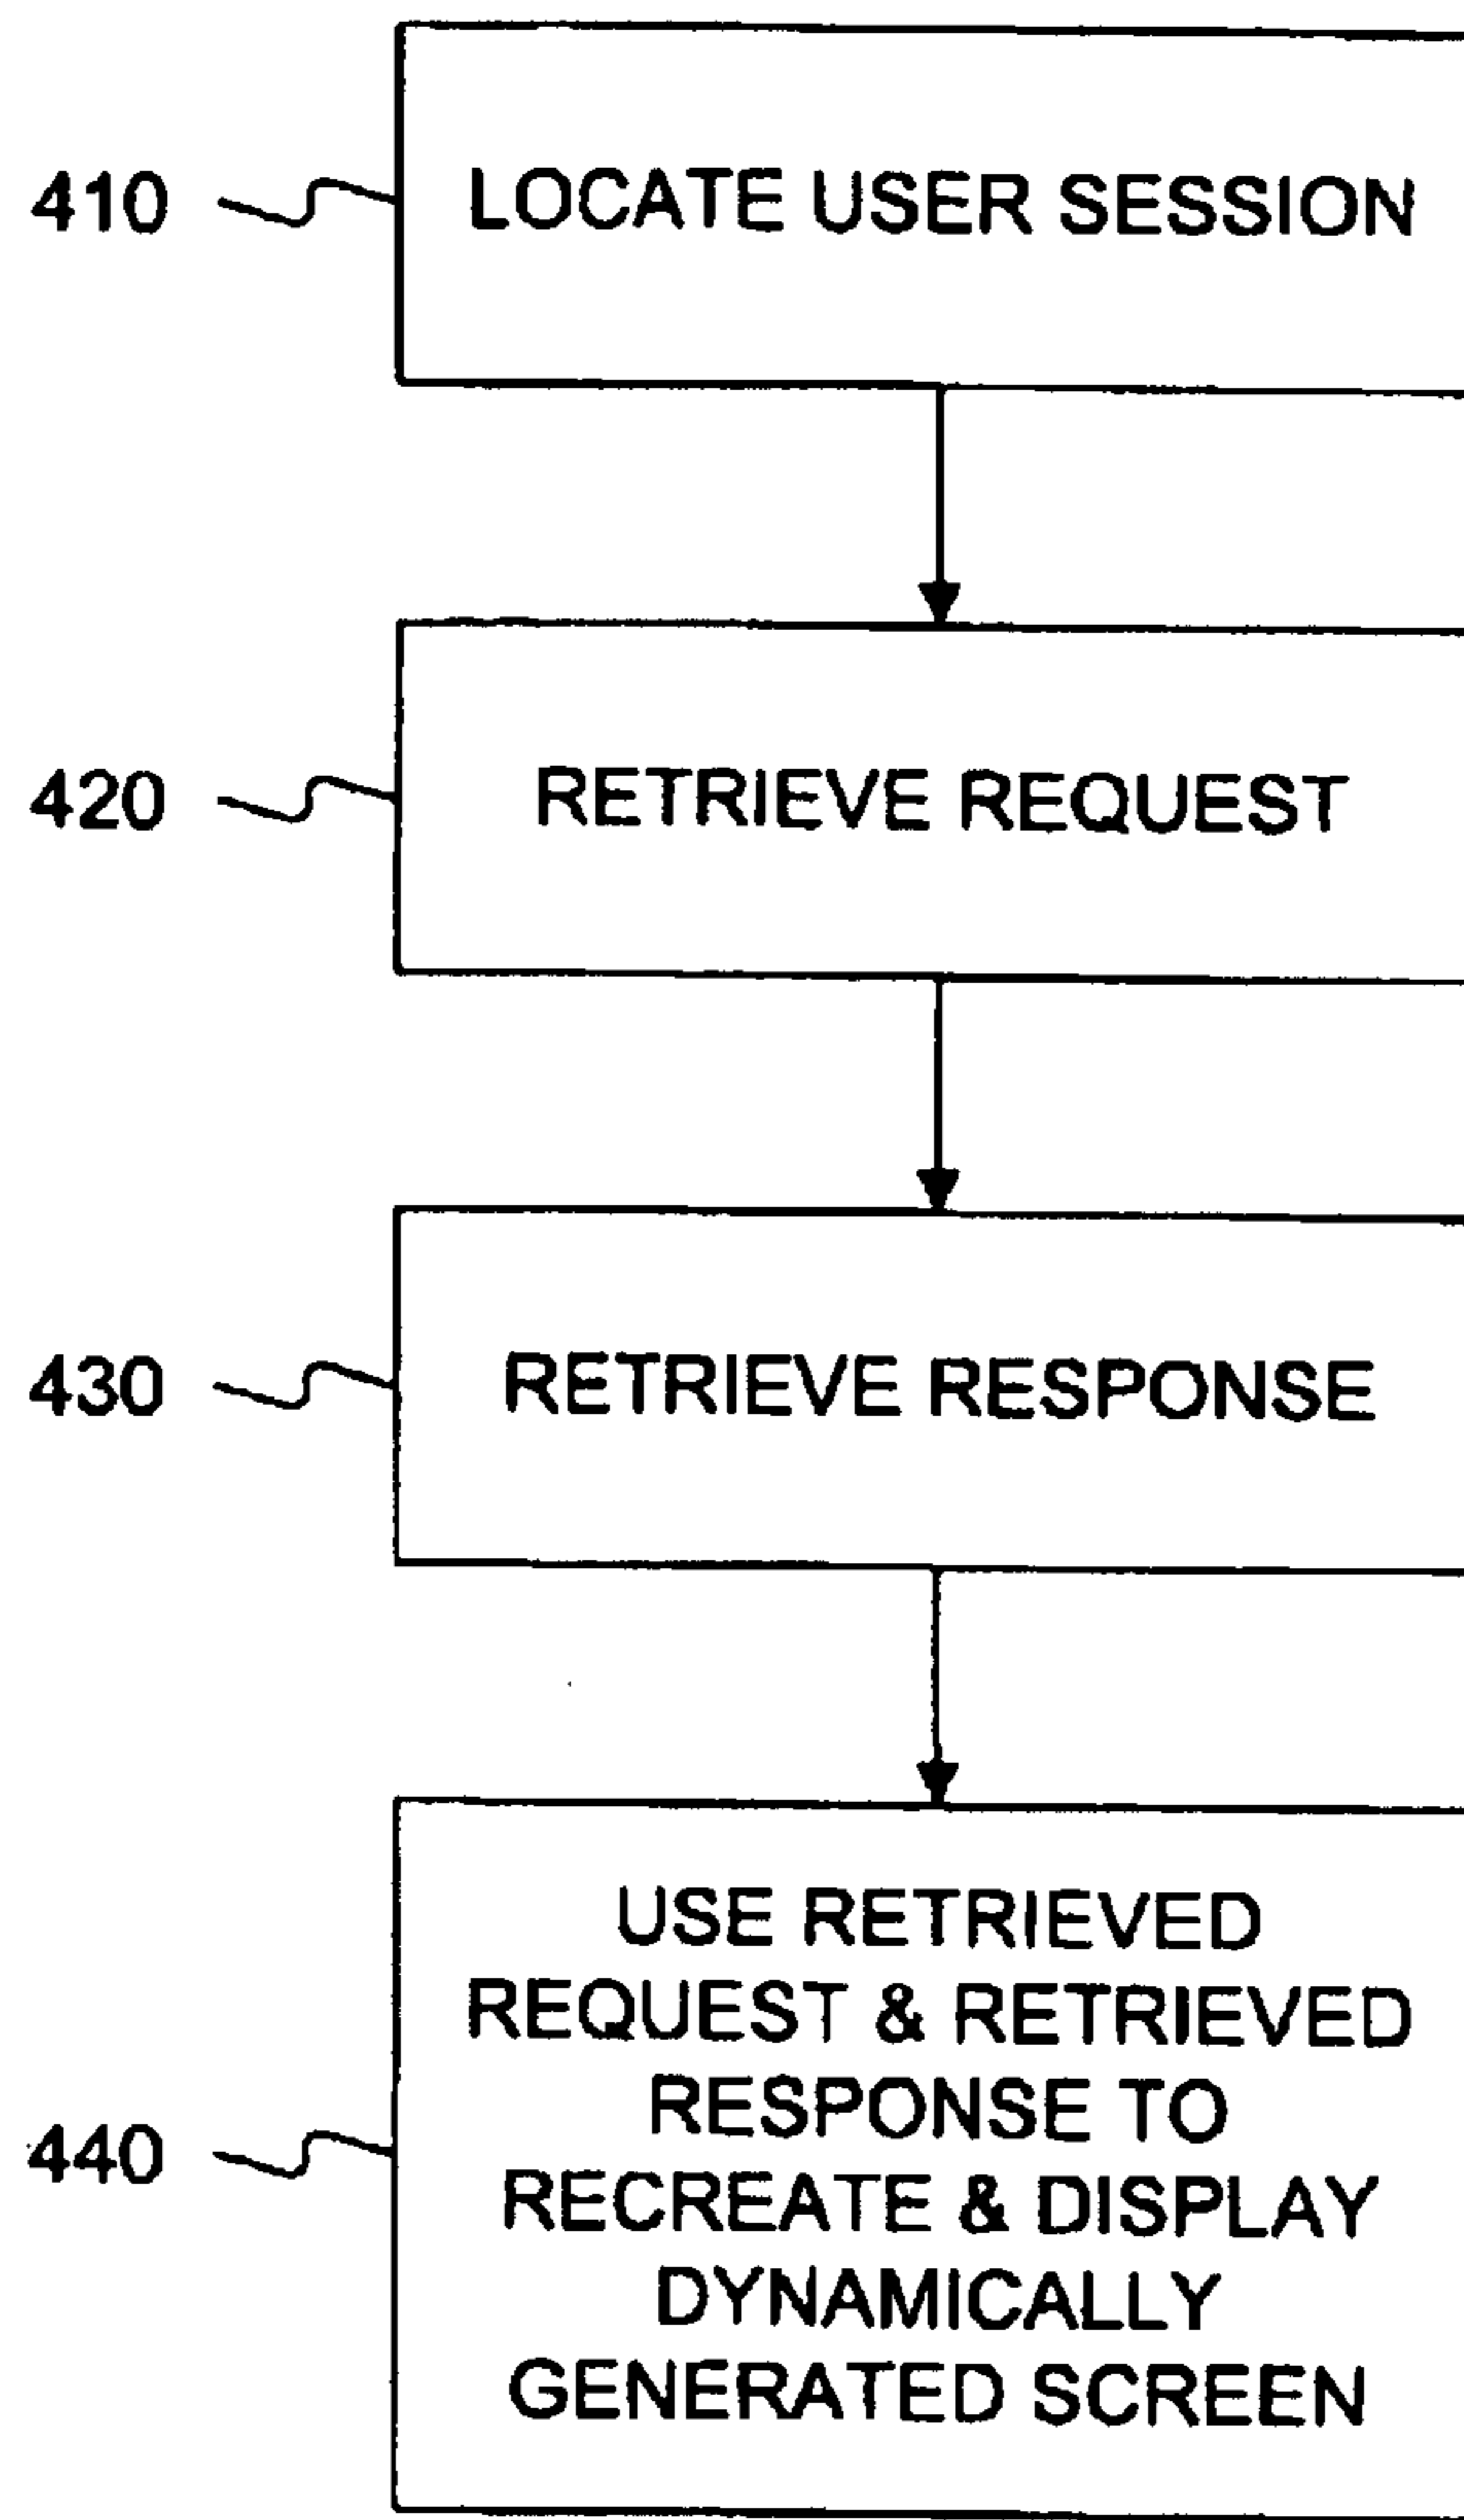 410 LOCATE USER SESSION
420 RETRIEVE REQUEST
430 RETRIEVE RESPONSE
USE RETRIEVED
REQUEST & RETRIEVED
RESPONSE TO
440 RECREATE & DISPLAY
DYNAMICALLY
GENERATED SCREEN